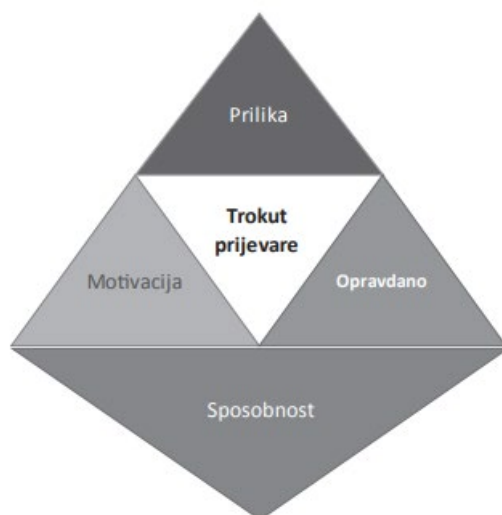 Prilika
Trokut
prijevare
Motivacija
Opravdano
Sposobnost